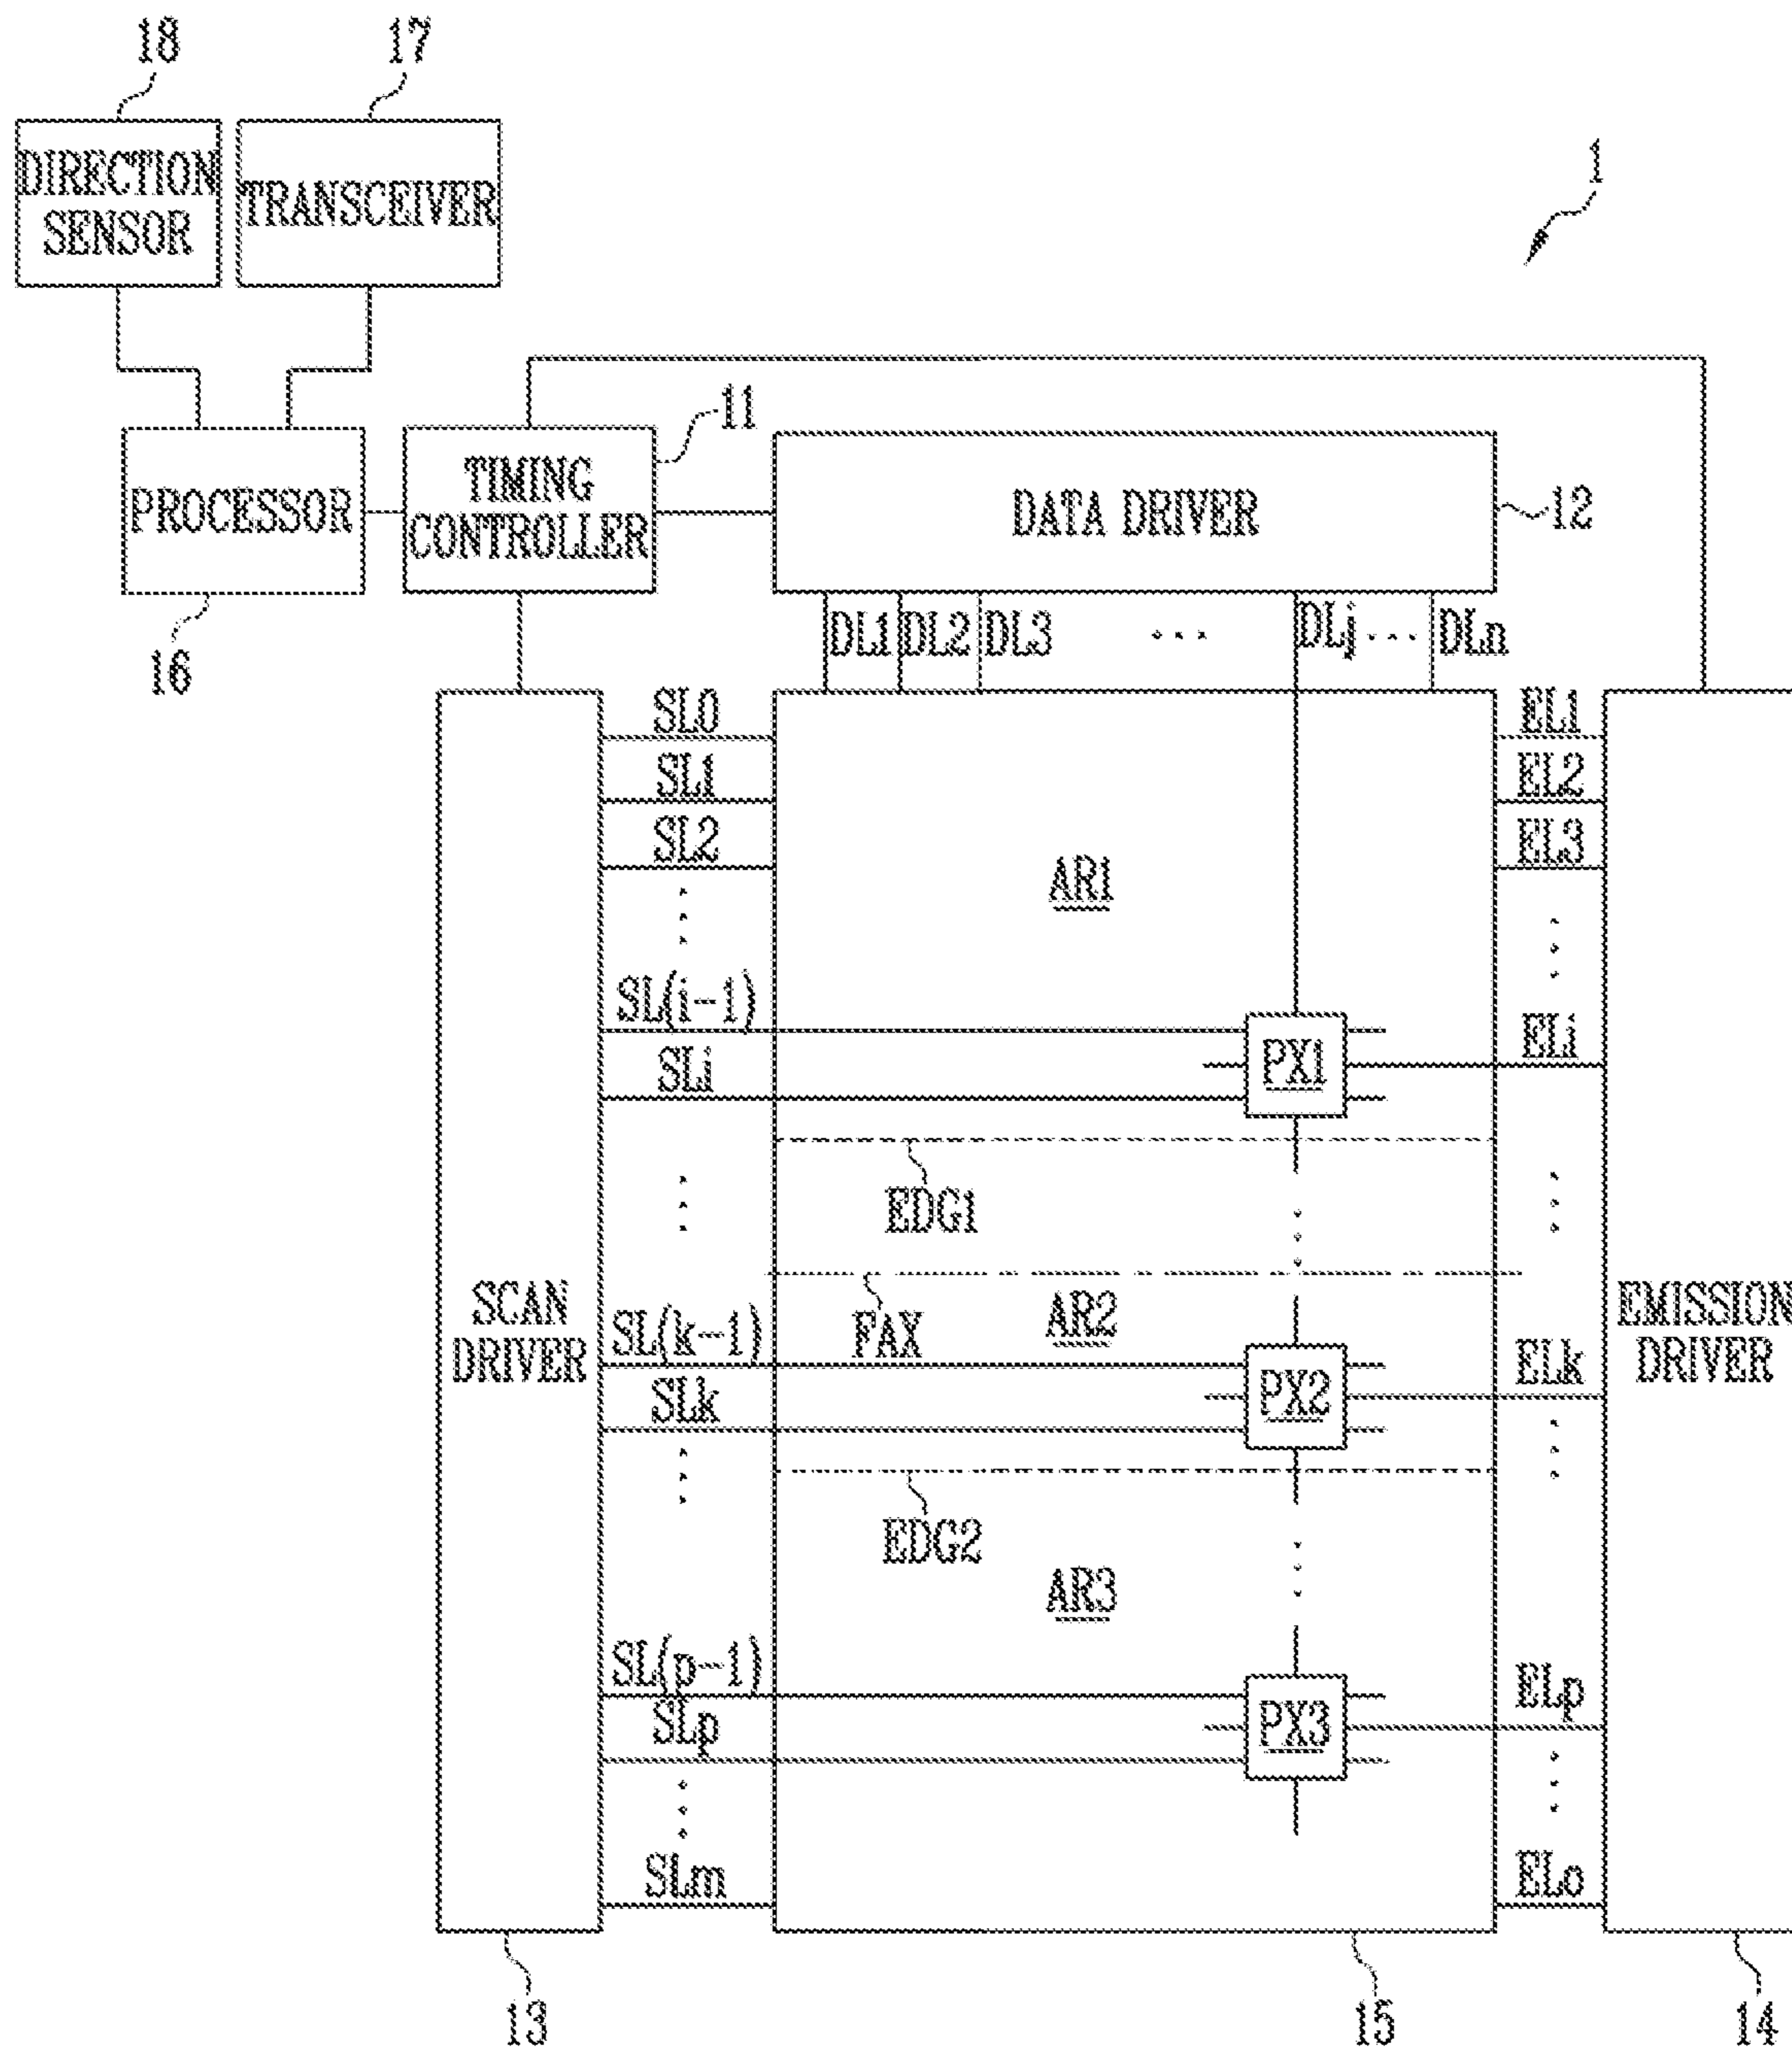 18
17
DIRECTION
SENSOR
TRANSCEIVER
1
11
PROCESSOR
TIMING
CONTROLLER
DATA DRIVER
12
16
DL1
DL2
DL3
...
DLj
...
DLn
SL0
EL1
SL1
EL2
SL2
EL3
AR1
SL(i-1)
SLi
PX1
ELi
EDG1
SCAN
DRIVER
FAX
AR2
EMISSION
DRIVER
SL(k-1)
SLk
PX2
ELk
EDG2
AR3
SL(p-1)
SLp
PX3
ELp
SLm
ELo
13
15
14